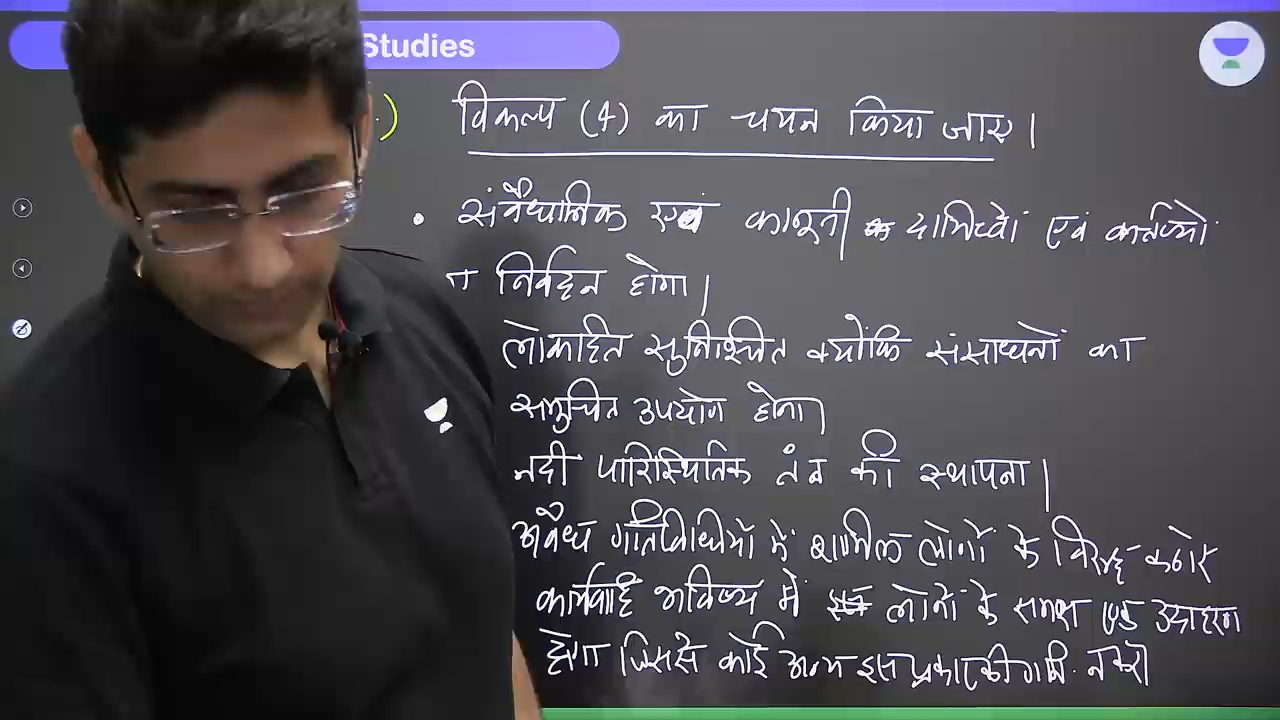 Studies
विकल्प (4) का चयन किया जाए।
• संवैधानिक एवं कानूनी दायित्वों एवं कर्तव्यों
निर्वहन होगा।
लोकहित सुनिश्चित क्योंकि संसाधनों का
समुचित उपयोग होगा।
नदी पारिस्थितिक तंत्र की स्थापना।
अवैध गतिविधियों में शामिल लोगों के विरुद्ध कठोर
कार्यवाहि भविष्य में लोगों के समक्ष एक उदाहरण
होगा जिससे कोई अन्य इस प्रकार की गति. न करे